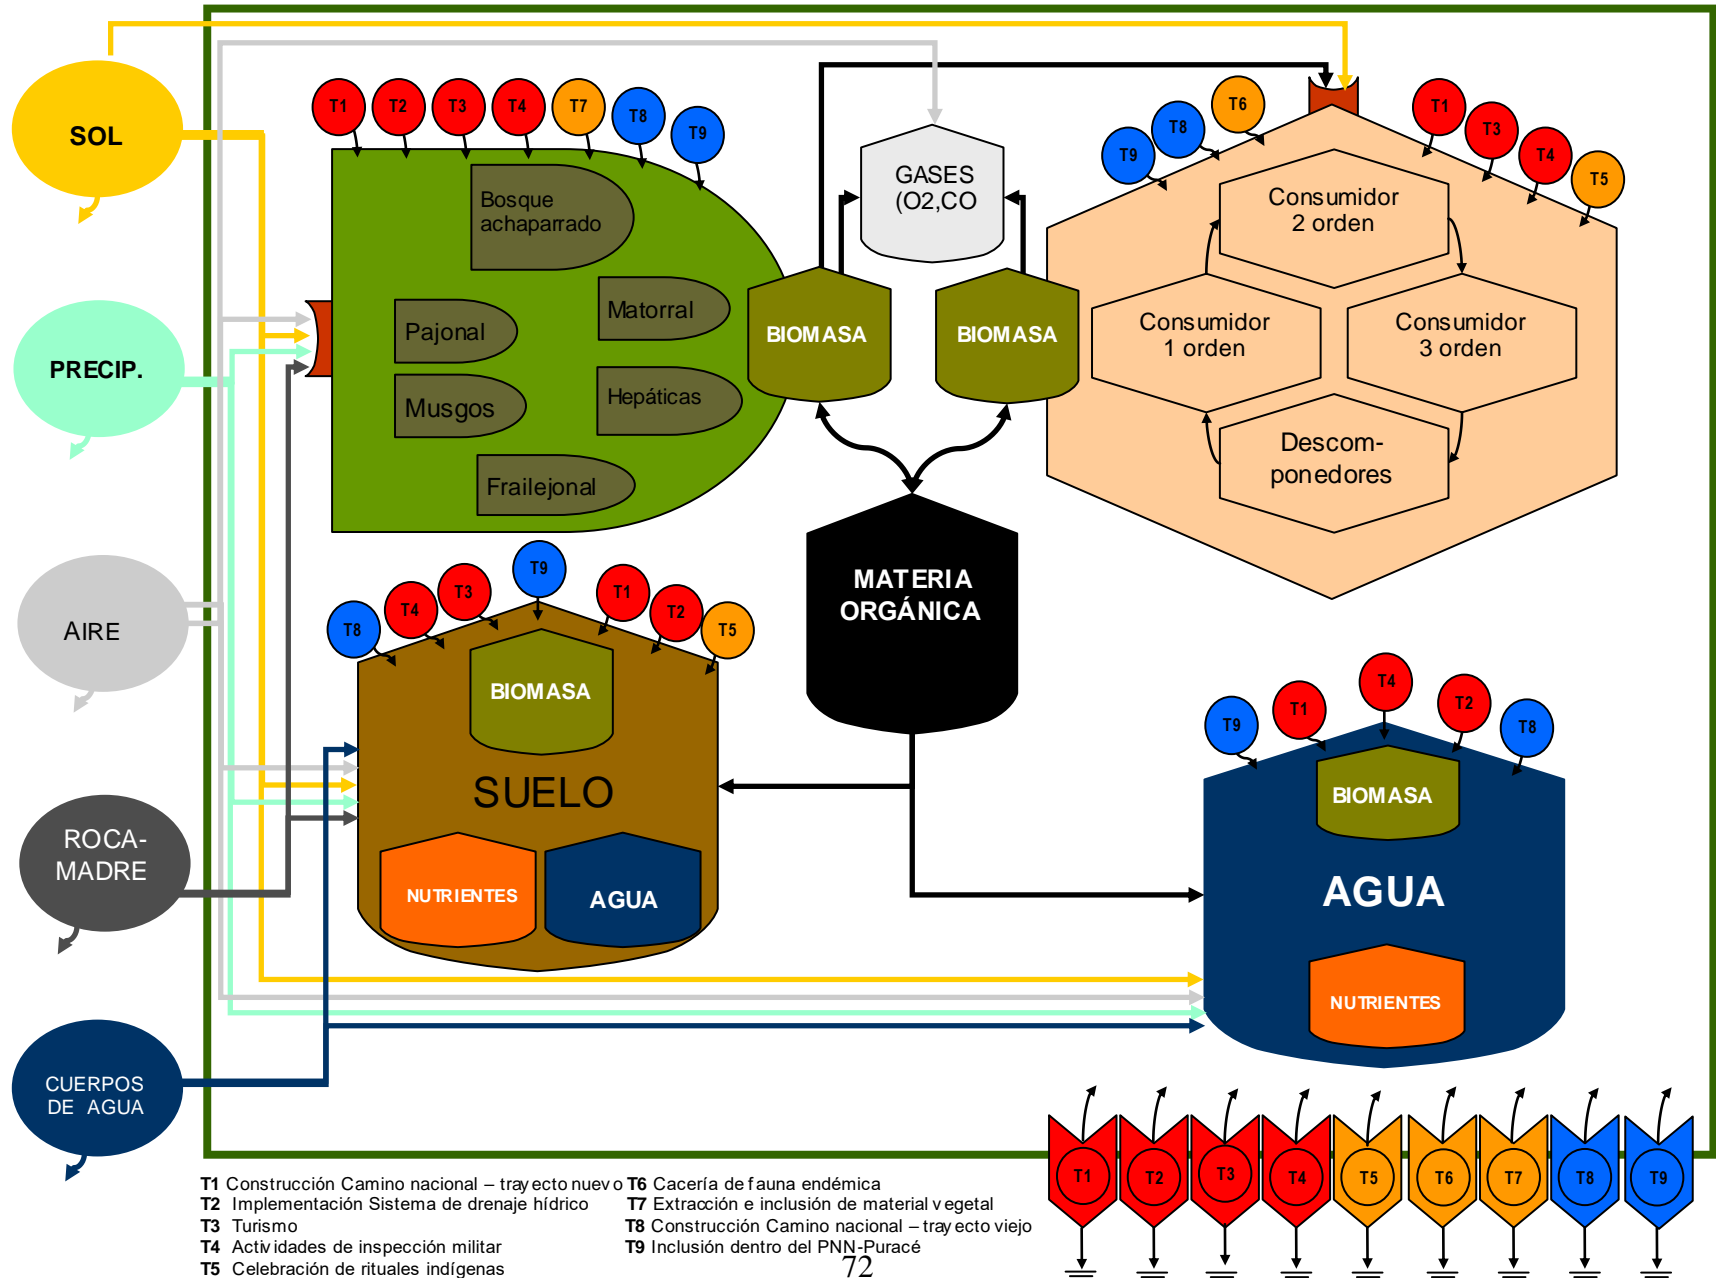 SOL
PRECIP.
AIRE
ROCA-
MADRE
CUERPOS
DE AGUA
T1
T2
T3
T4
T7
T8
T9
Bosque
achaparrado
Pajonal
Matorral
Musgos
Hepáticas
Frailejonal
GASES
(O2,CO
BIOMASA
BIOMASA
T9
T8
T6
T1
T3
T4
T5
Consumidor
2 orden
Consumidor
1 orden
Consumidor
3 orden
Descom-
ponedores
MATERIA
ORGÁNICA
T8
T4
T3
T9
T1
T2
T5
BIOMASA
SUELO
NUTRIENTES
AGUA
T9
T1
T4
T2
T8
BIOMASA
AGUA
NUTRIENTES
T1
T2
T3
T4
T5
T6
T7
T8
T9
T1 Construcción Camino nacional – trayecto nuevo
T2 Implementación Sistema de drenaje hídrico
T3 Turismo
T4 Actividades de inspección militar
T5 Celebración de rituales indígenas
T6 Cacería de fauna endémica
T7 Extracción e inclusión de material vegetal
T8 Construcción Camino nacional – trayecto viejo
T9 Inclusión dentro del PNN-Puracé
72